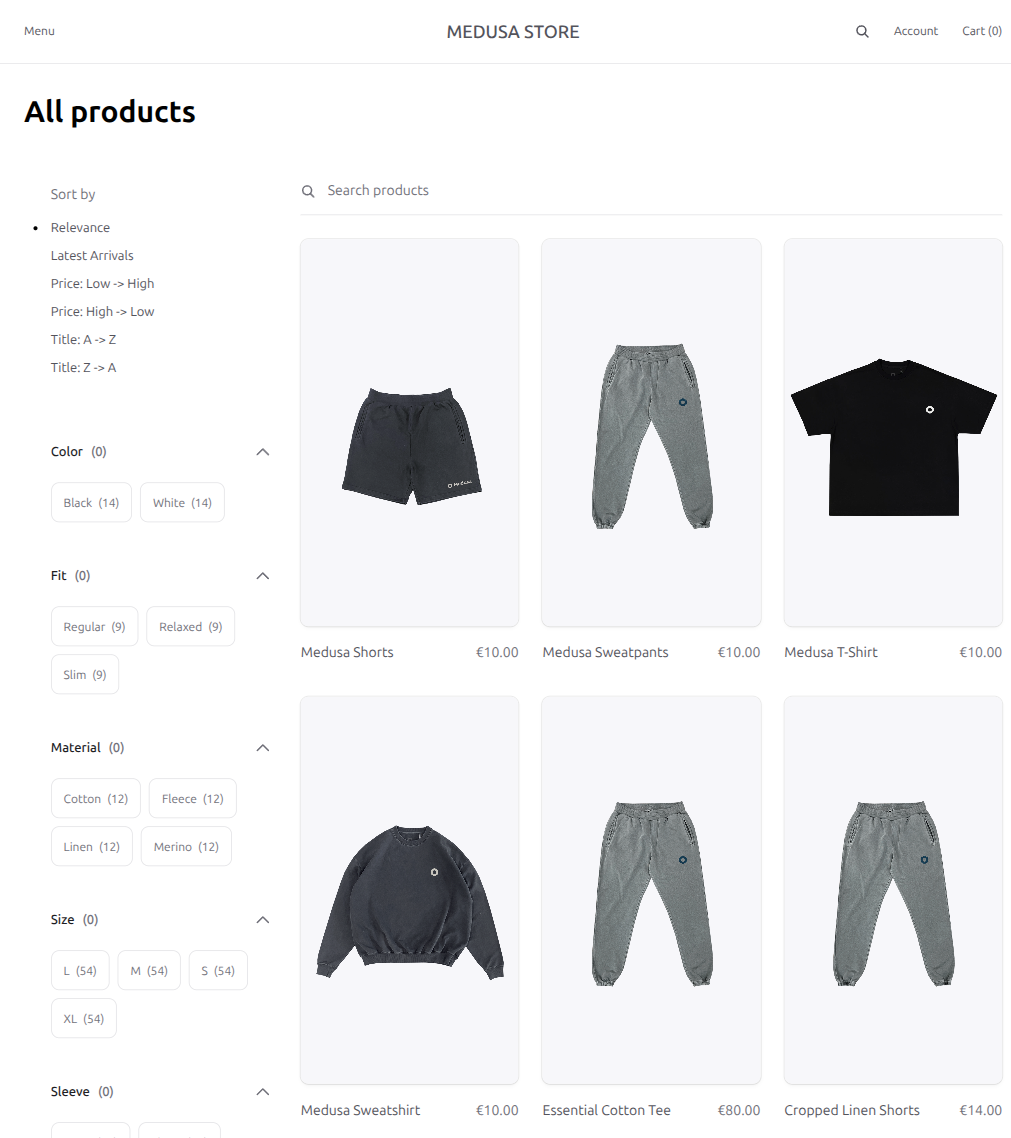 Menu
MEDUSA STORE
Account
Cart (0)
All products
Sort by
Relevance
Latest Arrivals
Price: Low -> High
Price: High -> Low
Title: A -> Z
Title: Z -> A
Color (0)
Black (14)
White (14)
Fit (0)
Regular (9)
Relaxed (9)
Slim (9)
Material (0)
Cotton (12)
Fleece (12)
Linen (12)
Merino (12)
Size (0)
L (54)
M (54)
S (54)
XL (54)
Sleeve (0)
Search products
Medusa Shorts €10.00
Medusa Sweatpants €10.00
Medusa T-Shirt €10.00
Medusa Sweatshirt €10.00
Essential Cotton Tee €80.00
Cropped Linen Shorts €14.00